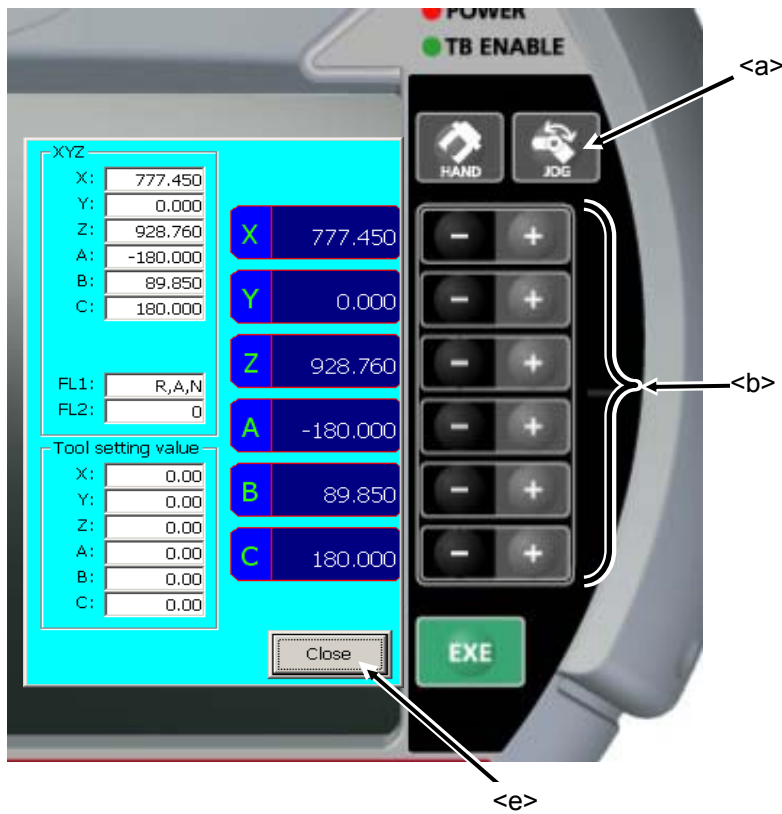 POWER
TB ENABLE
<a>
HAND
JOG
XYZ
X: 777.450
Y: 0.000
Z: 928.760
A: -180.000
B: 89.850
C: 180.000
FL1: R,A,N
FL2: 0
Tool setting value
X: 0.00
Y: 0.00
Z: 0.00
A: 0.00
B: 0.00
C: 0.00
X 777.450
Y 0.000
Z 928.760
A -180.000
B 89.850
C 180.000
- +
- +
- +
- +
- +
- +
<b>
Close
EXE
<e>